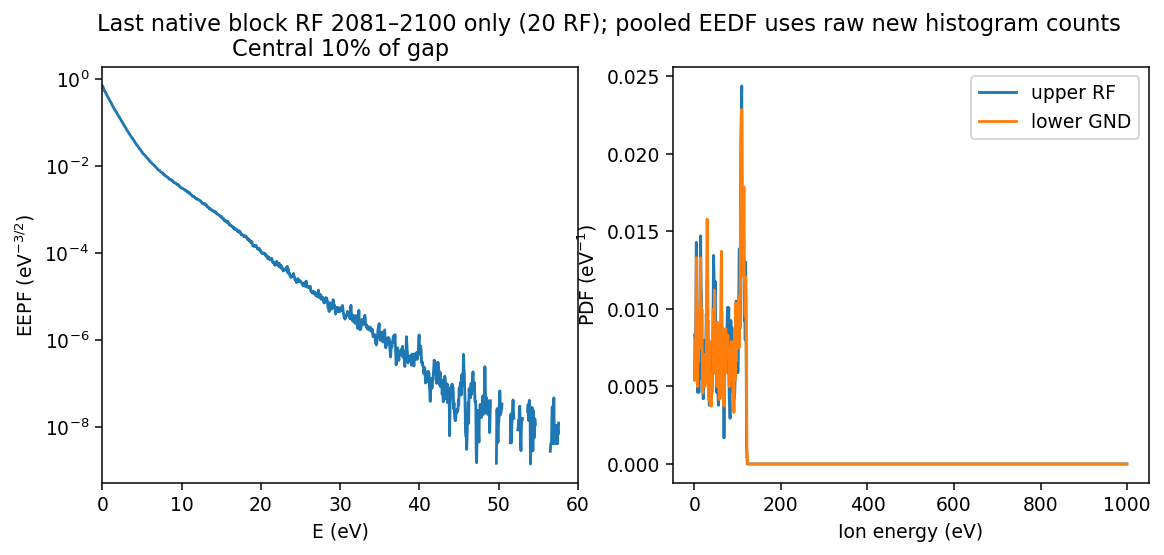 Last native block RF 2081–2100 only (20 RF); pooled EEDF uses raw new histogram counts
Central 10% of gap
EEPF (eV⁻³/²)
10⁰
10⁻²
10⁻⁴
10⁻⁶
10⁻⁸
0 10 20 30 40 50 60
E (eV)
PDF (eV⁻¹)
0.025
0.020
0.015
0.010
0.005
0.000
upper RF
lower GND
0 200 400 600 800 1000
Ion energy (eV)